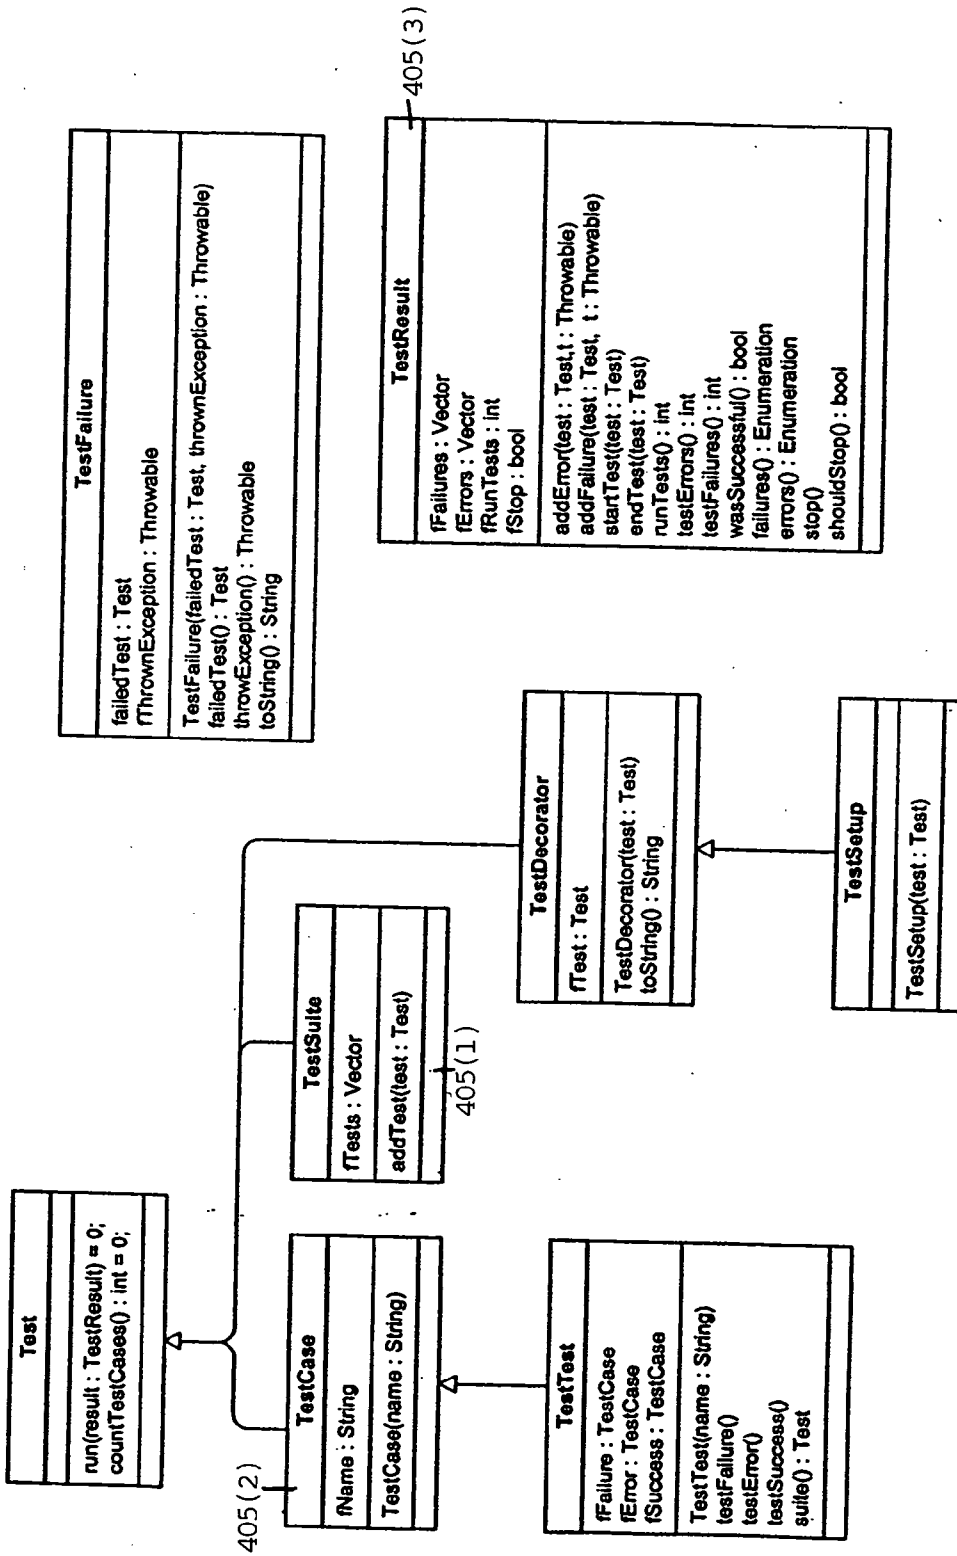 Test
run(result : TestResult) = 0;
countTestCases() : int = 0;
405(2)
TestCase
fName : String
TestCase(name : String)
TestSuite
fTests : Vector
addTest(test : Test)
405(1)
TestTest
fFailure : TestCase
fError : TestCase
fSuccess : TestCase
TestTest(name : String)
testFailure()
testError()
testSuccess()
suite() : Test
TestDecorator
fTest : Test
TestDecorator(test : Test)
toString() : String
TestSetup
TestSetup(test : Test)
TestFailure
failedTest : Test
fThrownException : Throwable
TestFailure(failedTest : Test, thrownException : Throwable)
failedTest() : Test
throwException() : Throwable
toString() : String
405(3)
TestResult
fFailures : Vector
fErrors : Vector
fRunTests : int
fStop : bool
addError(test : Test,t : Throwable)
addFailure(test : Test, t : Throwable)
startTest(test : Test)
endTest(test : Test)
runTests() : int
testErrors() : int
testFailures() : int
wasSuccessful() : bool
failures() : Enumeration
errors() : Enumeration
stop()
shouldStop() : bool